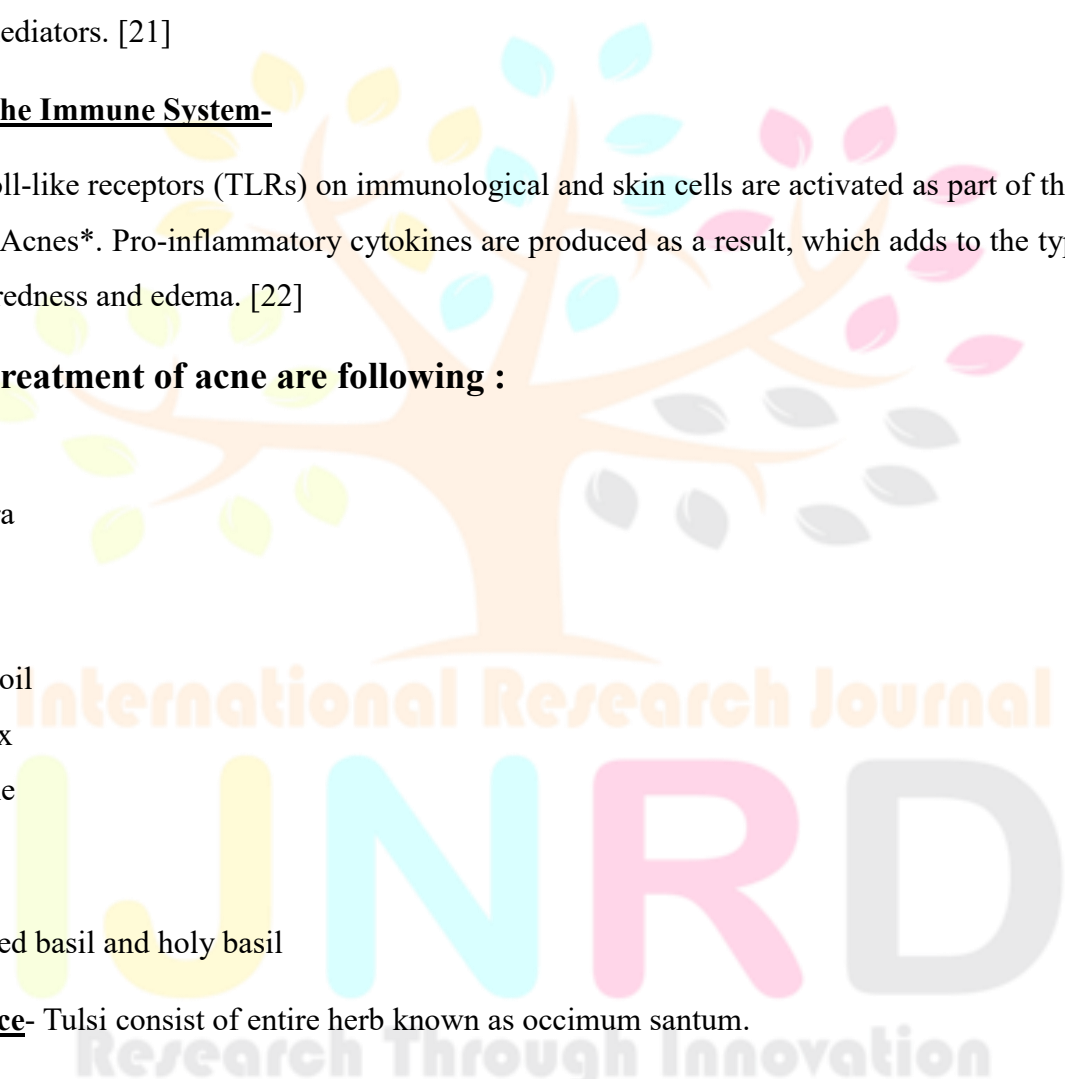 ediators. [21]
he Immune System-
oll-like receptors (TLRs) on immunological and skin cells are activated as part of th
Acnes*. Pro-inflammatory cytokines are produced as a result, which adds to the ty
redness and edema. [22]
reatment of acne are following :
ra
oil
International Research Journal
x
le
IJNRD
ed basil and holy basil
ce- Tulsi consist of entire herb known as occimum santum.
Research Through Innovation